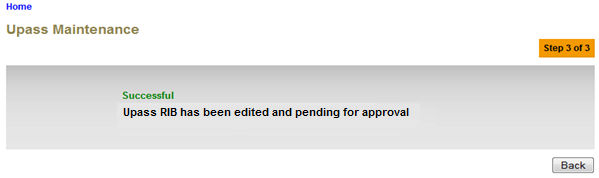 Home
Upass Maintenance
Step 3 of 3
Successful
Upass RIB has been edited and pending for approval
Back